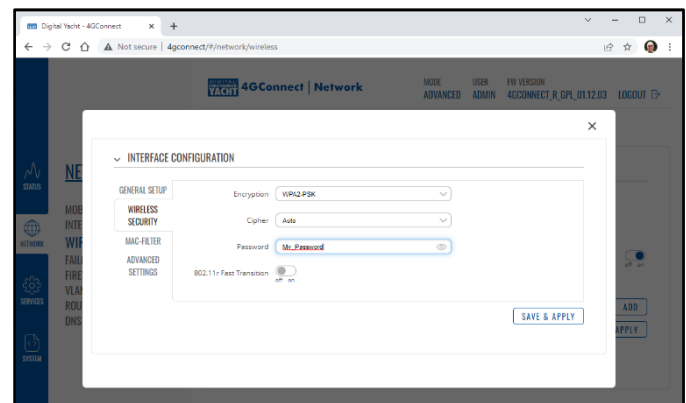 Digital Yacht - 4GConnect
Not secure | 4gconnect/#/network/wireless
DIGITAL YACHT 4GConnect | Network
MODE
ADVANCED
USER
ADMIN
FW VERSION
4GCONNECT_R_GPL_01.12.03
LOGOUT
INTERFACE CONFIGURATION
GENERAL SETUP
WIRELESS
SECURITY
MAC-FILTER
ADVANCED
SETTINGS
Encryption WPA2-PSK
Cipher Auto
Password My_Password
802.11r Fast Transition
off on
SAVE & APPLY
STATUS
NETWORK
SERVICES
SYSTEM
NE
MOB
INTE
WIF
FAIL
FIRE
VLA
ROU
DNS
off on
ADD
APPLY